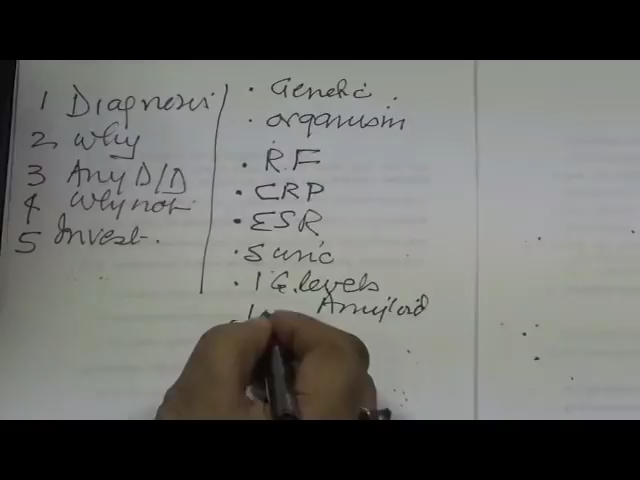 1 Diagnosis
2 Why
3 Any D/D
4 Why not
5 Invest.
. Genetic.
. organism
. RF
. CRP
. ESR
. S uric
. IG.levels
Amyloid